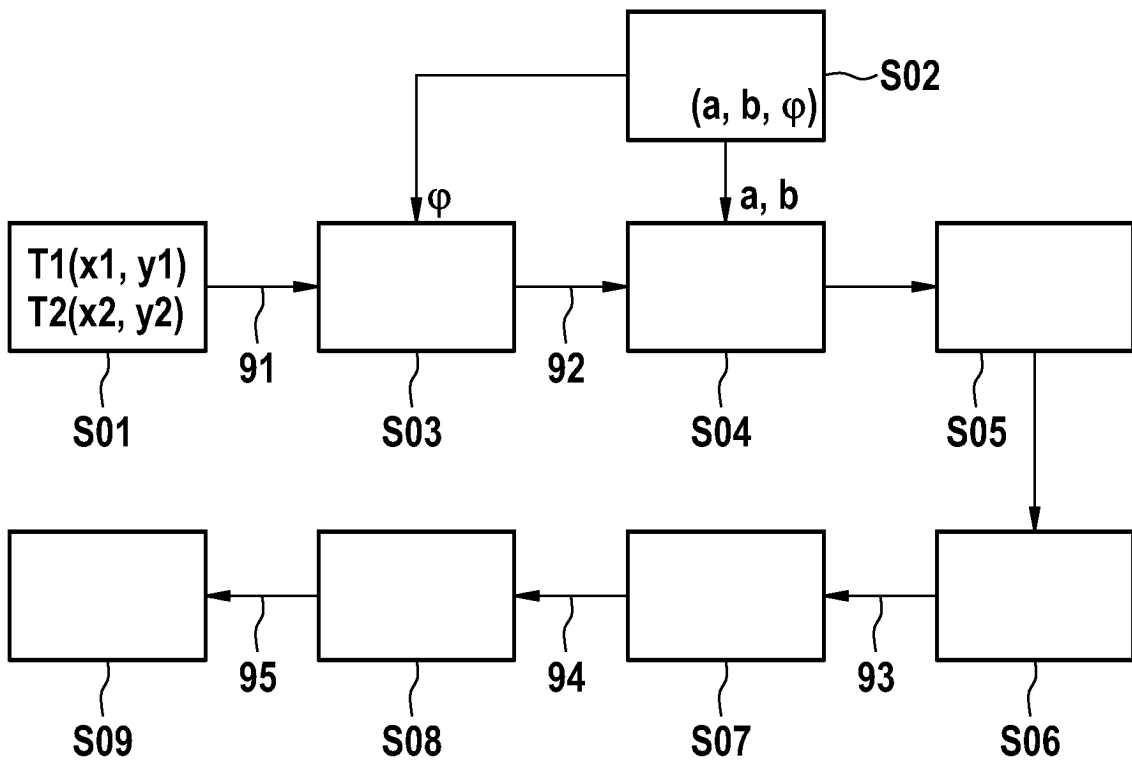 S02
(a, b, φ)
φ
a, b
T1(x1, y1)
T2(x2, y2)
91
92
S01
S03
S04
S05
95
94
93
S09
S08
S07
S06